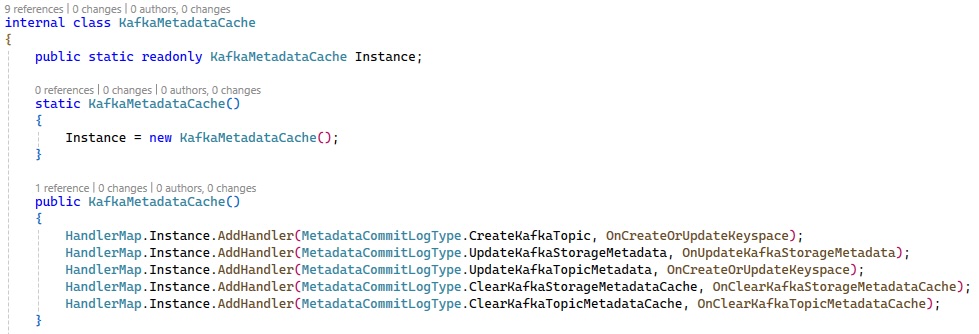 9 references | 0 changes | 0 authors, 0 changes
internal class KafkaMetadataCache
{
public static readonly KafkaMetadataCache Instance;
0 references | 0 changes | 0 authors, 0 changes
static KafkaMetadataCache()
{
Instance = new KafkaMetadataCache();
}
1 reference | 0 changes | 0 authors, 0 changes
public KafkaMetadataCache()
{
HandlerMap.Instance.AddHandler(MetadataCommitLogType.CreateKafkaTopic, OnCreateOrUpdateKeyspace);
HandlerMap.Instance.AddHandler(MetadataCommitLogType.UpdateKafkaStorageMetadata, OnUpdateKafkaStorageMetadata);
HandlerMap.Instance.AddHandler(MetadataCommitLogType.UpdateKafkaTopicMetadata, OnCreateOrUpdateKeyspace);
HandlerMap.Instance.AddHandler(MetadataCommitLogType.ClearKafkaStorageMetadataCache, OnClearKafkaStorageMetadataCache);
HandlerMap.Instance.AddHandler(MetadataCommitLogType.ClearKafkaTopicMetadataCache, OnClearKafkaTopicMetadataCache);
}